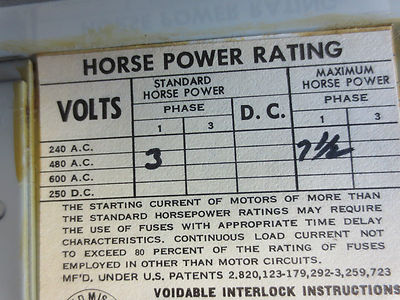 HORSE POWER RATING
VOLTS
STANDARD HORSE POWER
D. C.
MAXIMUM HORSE POWER
PHASE
PHASE
1 3 1 3
240 A.C.
480 A.C. 3 7 1/2
600 A.C.
250 D.C.
THE STARTING CURRENT OF MOTORS OF MORE THAN
THE STANDARD HORSEPOWER RATINGS MAY REQUIRE
THE USE OF FUSES WITH APPROPRIATE TIME DELAY
CHARACTERISTICS. CONTINUOUS LOAD CURRENT NOT
TO EXCEED 80 PERCENT OF THE RATING OF FUSES
EMPLOYED IN OTHER THAN MOTOR CIRCUITS.
MF'D. UNDER U.S. PATENTS 2,820,123-179,292-3,259,723
VOIDABLE INTERLOCK INSTRUCTIONS